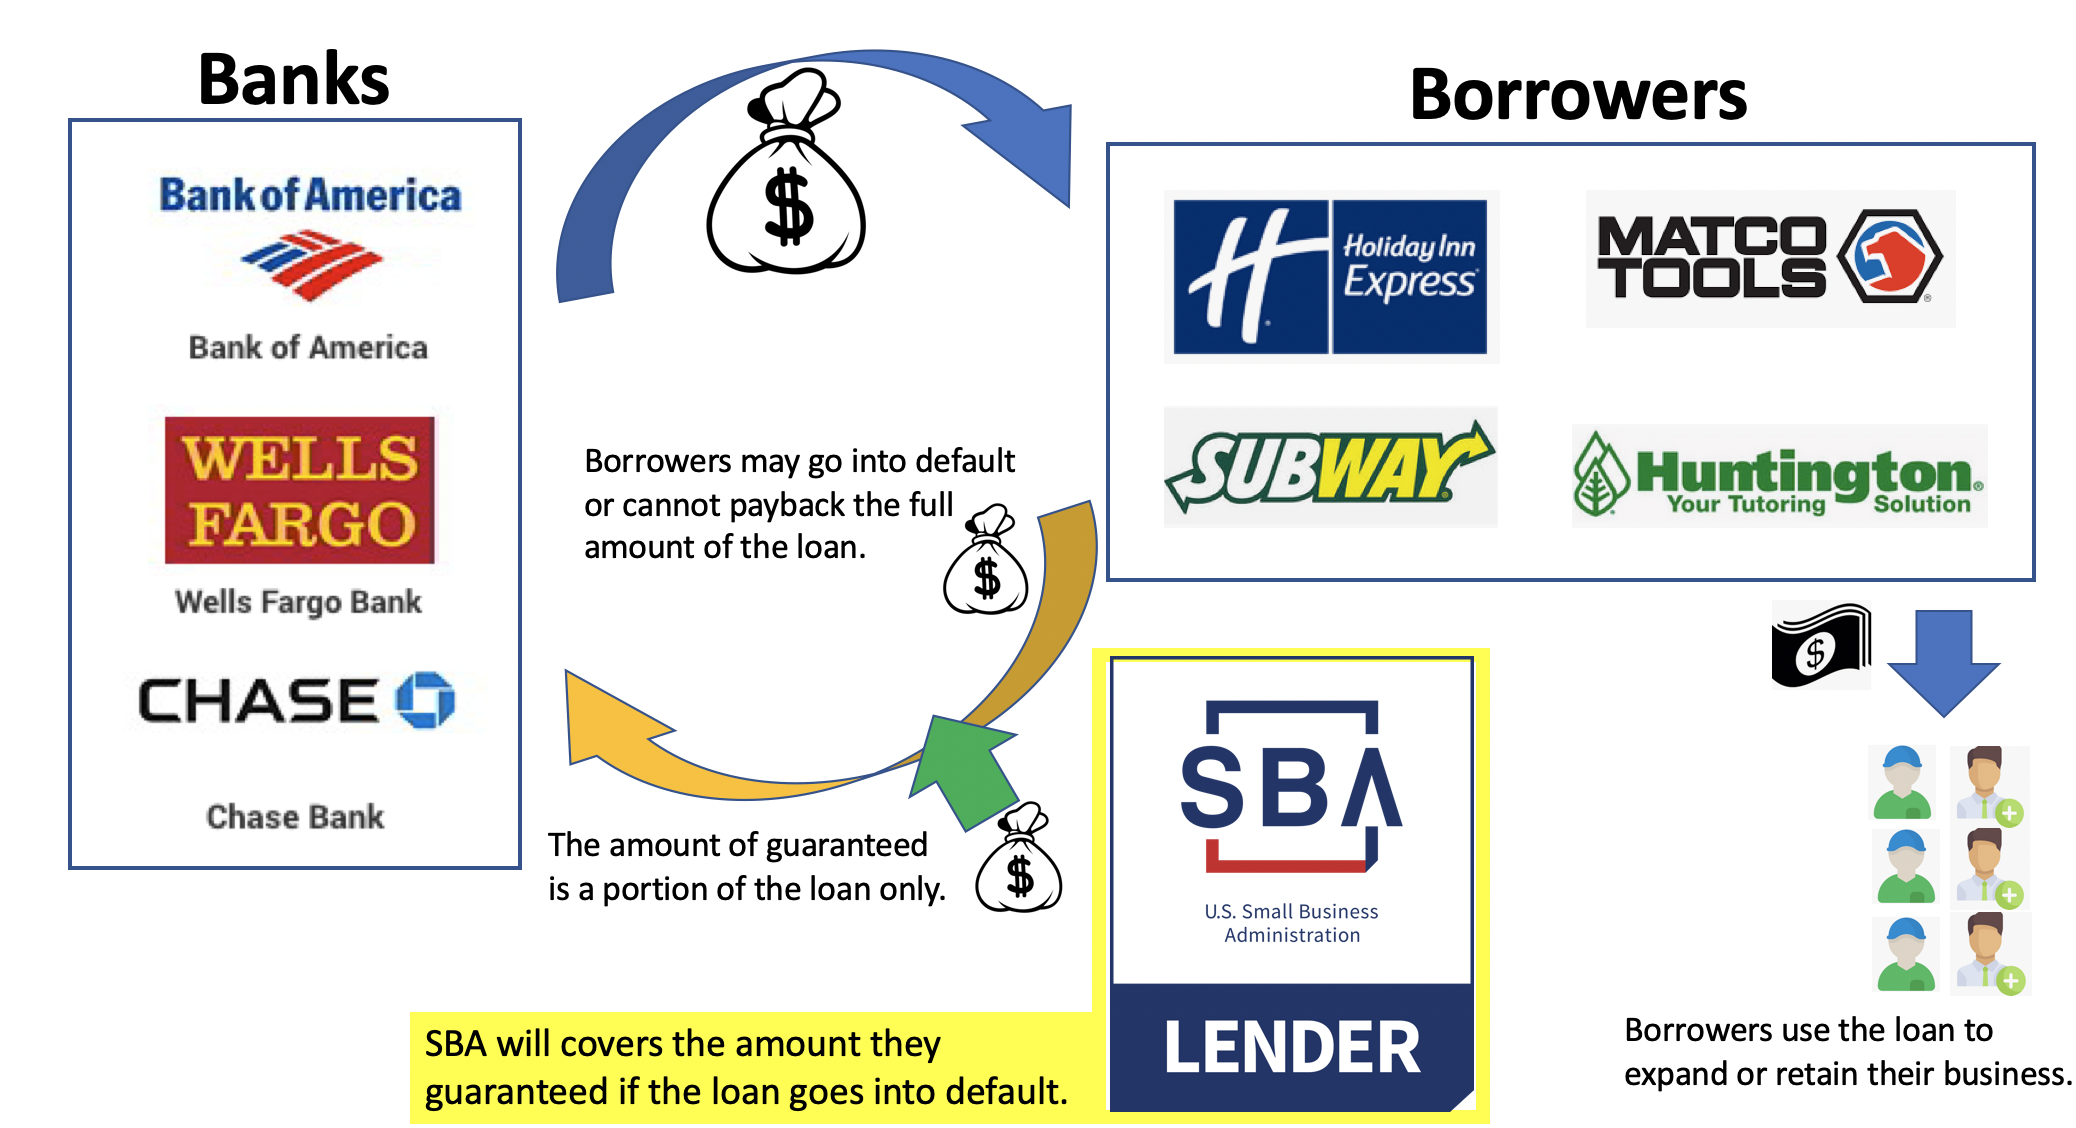 Banks
Bank of America
Bank of America
WELLS
FARGO
Wells Fargo Bank
CHASE
Chase Bank
$
Borrowers may go into default
or cannot payback the full
amount of the loan.
$
The amount of guaranteed
is a portion of the loan only.
$
Borrowers
H
Holiday Inn
Express
MATCO
TOOLS
®
SUBWAY
Huntington®
Your Tutoring Solution
$
SBA
U.S. Small Business
Administration
LENDER
SBA will covers the amount they
guaranteed if the loan goes into default.
Borrowers use the loan to
expand or retain their business.